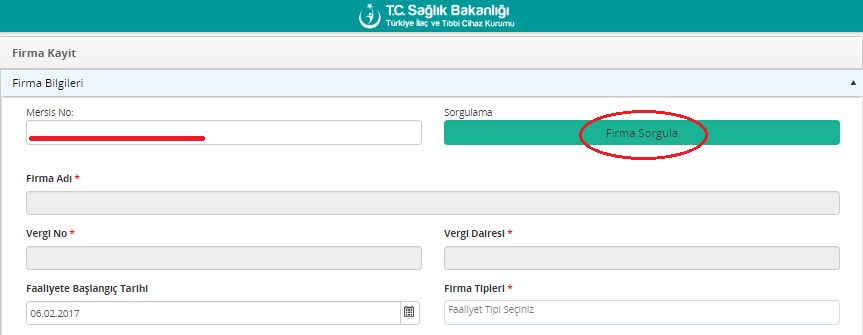 T.C. Sağlık Bakanlığı
Türkiye İlaç ve Tıbbi Cihaz Kurumu
Firma Kayit
Firma Bilgileri
Mersis No:
Sorgulama
Firma Sorgula
Firma Adı *
Vergi No *
Vergi Dairesi *
Faaliyete Başlangıç Tarihi
Firma Tipleri *
06.02.2017
Faaliyet Tipi Seçiniz